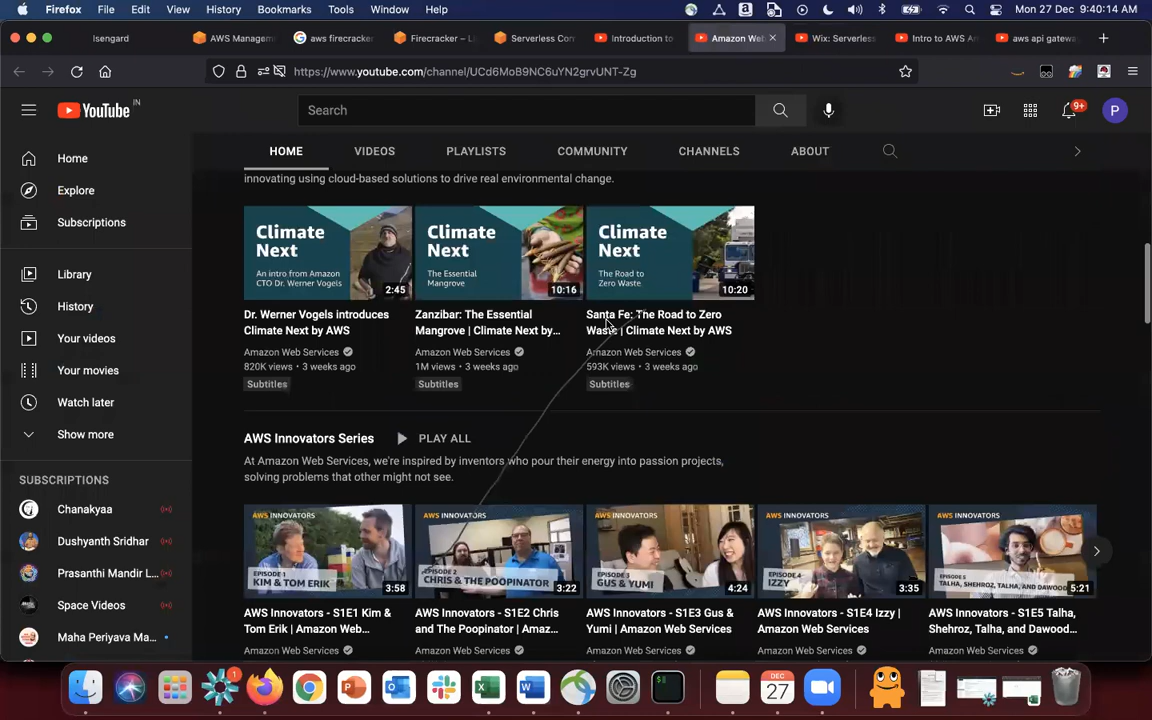 Firefox File Edit View History Bookmarks Tools Window Help Mon 27 Dec 9:40:14 AM
Isengard AWS Managem aws firecracker Firecracker – Li Serverless Con Introduction to Amazon Web Wix: Serverless Intro to AWS Am aws api gateway
https://www.youtube.com/channel/UCd6MoB9NC6uYN2grvUNT-Zg
YouTube IN
Search
9+
P
HOME VIDEOS PLAYLISTS COMMUNITY CHANNELS ABOUT
Home
Explore
Subscriptions
Library
History
Your videos
Your movies
Watch later
Show more
SUBSCRIPTIONS
Chanakyaa
Dushyanth Sridhar
Prasanthi Mandir L...
Space Videos
Maha Periyava Ma...
innovating using cloud-based solutions to drive real environmental change.
Climate
Next
An intro from Amazon
CTO Dr. Werner Vogels
2:45
Climate
Next
The Essential
Mangrove
10:16
Climate
Next
The Road to
Zero Waste
10:20
Dr. Werner Vogels introduces
Climate Next by AWS
Amazon Web Services
820K views • 3 weeks ago
Subtitles
Zanzibar: The Essential
Mangrove | Climate Next by...
Amazon Web Services
1M views • 3 weeks ago
Subtitles
Santa Fe: The Road to Zero
Waste | Climate Next by AWS
Amazon Web Services
593K views • 3 weeks ago
Subtitles
AWS Innovators Series PLAY ALL
At Amazon Web Services, we're inspired by inventors who pour their energy into passion projects,
solving problems that other might not see.
AWS INNOVATORS
EPISODE 1
KIM & TOM ERIK
3:58
AWS INNOVATORS
EPISODE 2
CHRIS & THE POOPINATOR
3:22
AWS INNOVATORS
EPISODE 3
GUS & YUMI
4:24
AWS INNOVATORS
EPISODE 4
IZZY
3:35
AWS INNOVATORS
EPISODE 5
TALHA, SHEHROZ, TALHA, AND DAWOOD
5:21
AWS Innovators - S1E1 Kim &
Tom Erik | Amazon Web...
Amazon Web Services
AWS Innovators - S1E2 Chris
and The Poopinator | Amaz...
Amazon Web Services
AWS Innovators - S1E3 Gus &
Yumi | Amazon Web Services
Amazon Web Services
AWS Innovators - S1E4 Izzy |
Amazon Web Services
Amazon Web Services
AWS Innovators - S1E5 Talha,
Shehroz, Talha, and Dawood...
Amazon Web Services
1
DEC
27